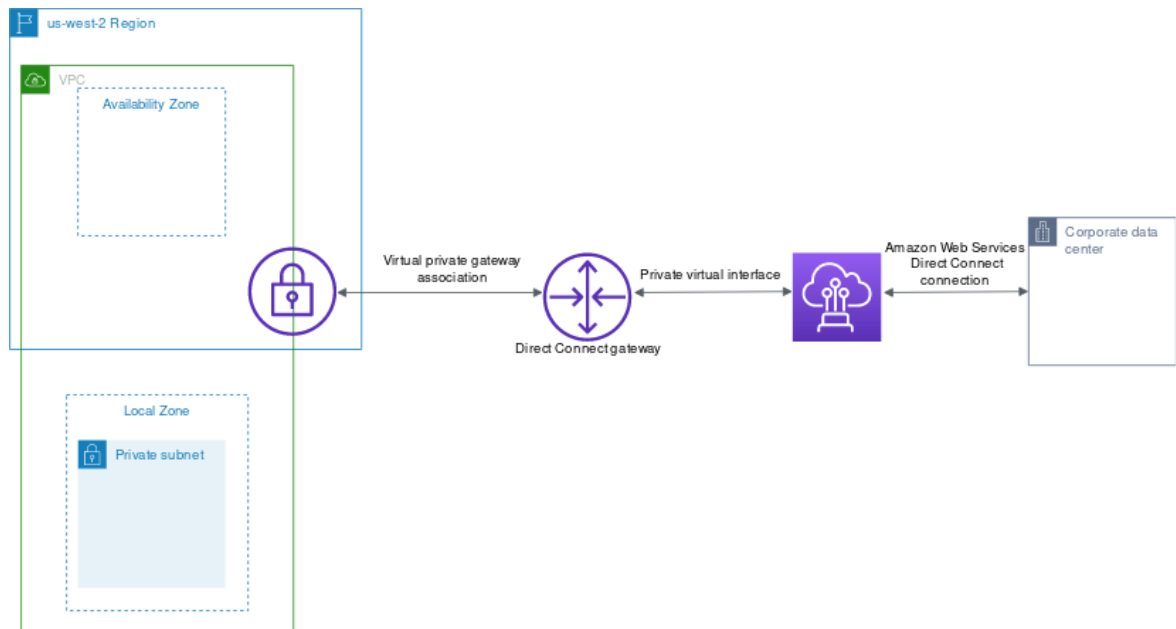 us-west-2 Region
VPC
Availability Zone
Virtual private gateway
association
Direct Connect gateway
Private virtual interface
Amazon Web Services
Direct Connect
connection
Corporate data
center
Local Zone
Private subnet